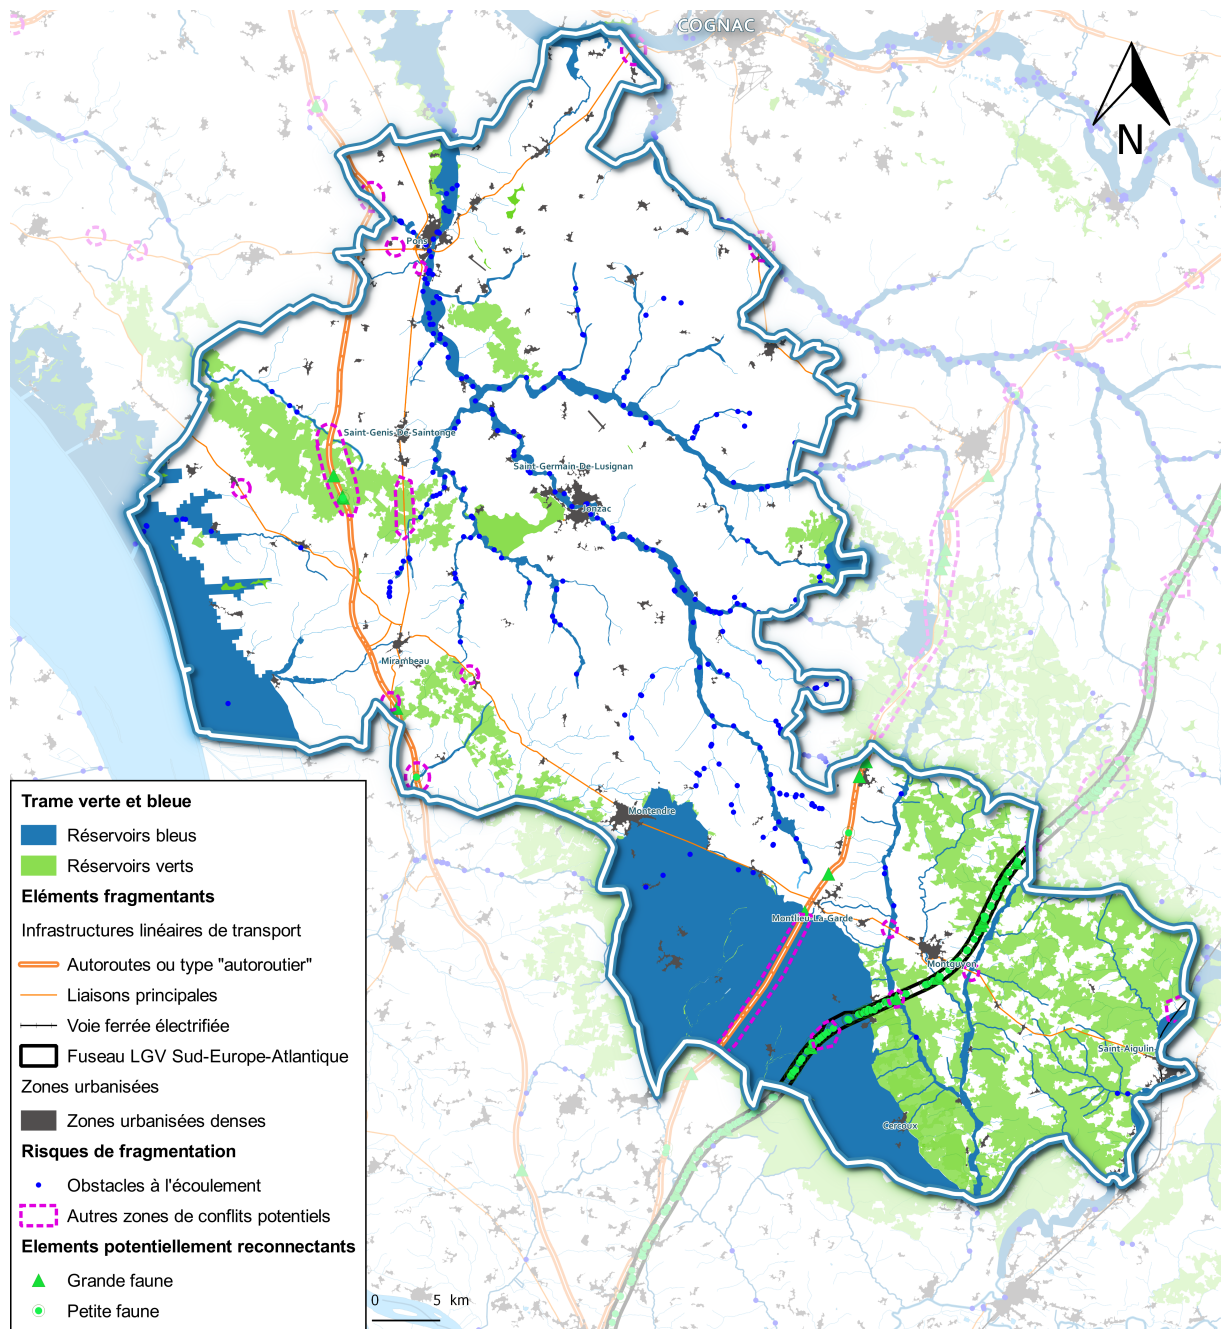 COGNAC
N
Pons
Saint-Genis-De-Saintonge
Saint-Germain-De-Lusignan
Jonzac
Mirambeau
Montendre
Montlieu-La-Garde
Montguyon
Saint-Aigulin
Cercoux
Trame verte et bleue
Réservoirs bleus
Réservoirs verts
Eléments fragmentants
Infrastructures linéaires de transport
Autoroutes ou type "autoroutier"
Liaisons principales
Voie ferrée électrifiée
Fuseau LGV Sud-Europe-Atlantique
Zones urbanisées
Zones urbanisées denses
Risques de fragmentation
Obstacles à l'écoulement
Autres zones de conflits potentiels
Elements potentiellement reconnectants
Grande faune
Petite faune
0 5 km